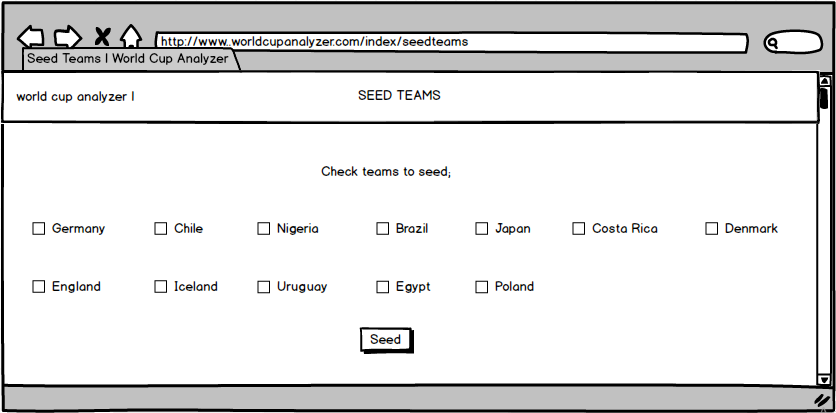 http://www.worldcupanalyzer.com/index/seedteams
Seed Teams | World Cup Analyzer
world cup analyzer |
SEED TEAMS
Check teams to seed;
Germany Chile Nigeria Brazil Japan Costa Rica Denmark
England Iceland Uruguay Egypt Poland
Seed